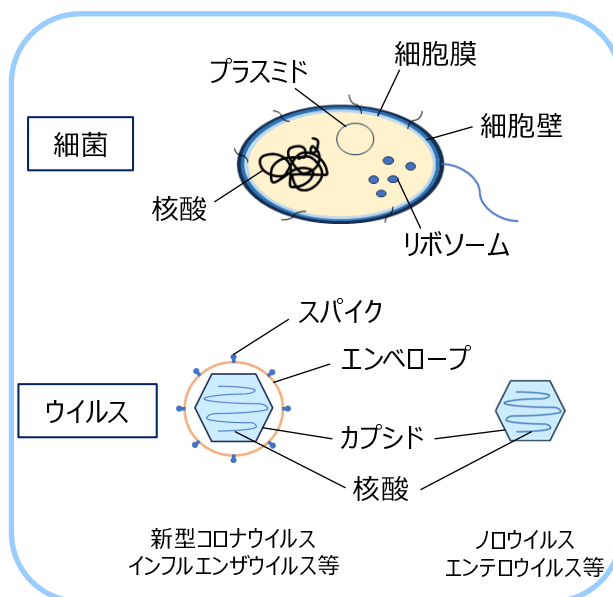 プラスミド
細胞膜
細菌
細胞壁
核酸
リボソーム
スパイク
エンベロープ
ウイルス
カプシド
核酸
新型コロナウイルス
インフルエンザウイルス等
ノロウイルス
エンテロウイルス等